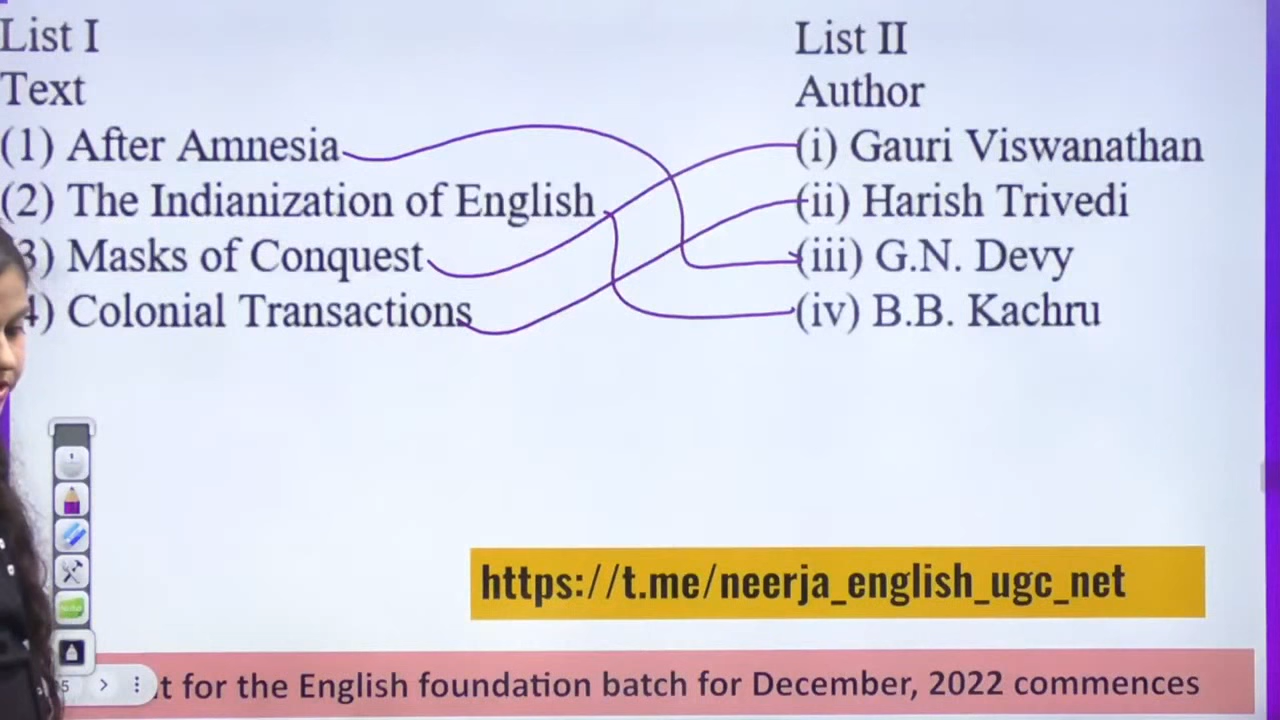 List I
Text
(1) After Amnesia
(2) The Indianization of English
3) Masks of Conquest
4) Colonial Transactions
List II
Author
(i) Gauri Viswanathan
(ii) Harish Trivedi
(iii) G.N. Devy
(iv) B.B. Kachru
https://t.me/neerja_english_ugc_net
t for the English foundation batch for December, 2022 commences